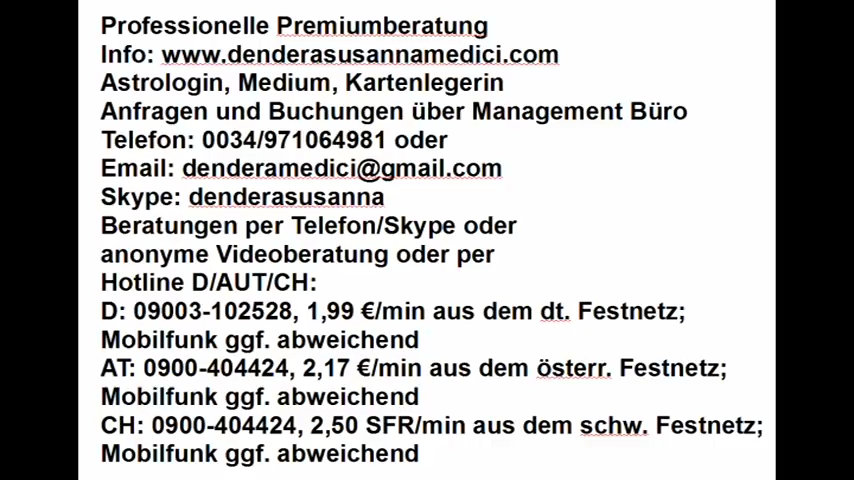 Professionelle Premiumberatung
Info: www.denderasusannamedici.com
Astrologin, Medium, Kartenlegerin
Anfragen und Buchungen über Management Büro
Telefon: 0034/971064981 oder
Email: denderamedici@gmail.com
Skype: denderasusanna
Beratungen per Telefon/Skype oder
anonyme Videoberatung oder per
Hotline D/AUT/CH:
D: 09003-102528, 1,99 €/min aus dem dt. Festnetz;
Mobilfunk ggf. abweichend
AT: 0900-404424, 2,17 €/min aus dem österr. Festnetz;
Mobilfunk ggf. abweichend
CH: 0900-404424, 2,50 SFR/min aus dem schw. Festnetz;
Mobilfunk ggf. abweichend